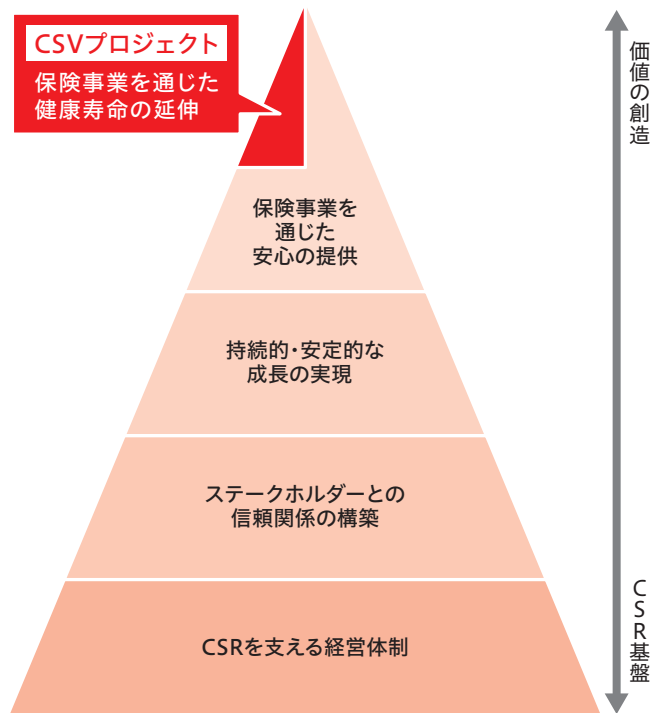 CSVプロジェクト
保険事業を通じた
健康寿命の延伸
価値の創造
保険事業を
通じた
安心の提供
持続的・安定的な
成長の実現
ステークホルダーとの
信頼関係の構築
CSRを支える経営体制
CSR基盤